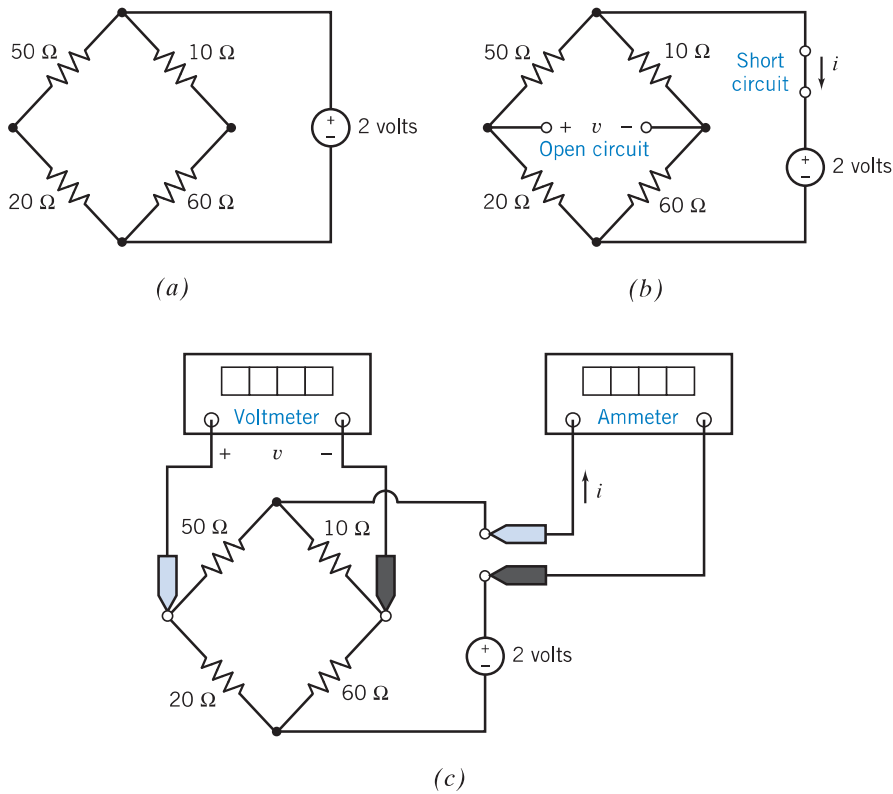 50 Ω 10 Ω
+
− 2 volts
20 Ω 60 Ω
(a)
50 Ω 10 Ω Short
circuit i
+ v −
Open circuit
+
− 2 volts
20 Ω 60 Ω
(b)
Voltmeter Ammeter
+ v −
i
50 Ω 10 Ω
+
− 2 volts
20 Ω 60 Ω
(c)